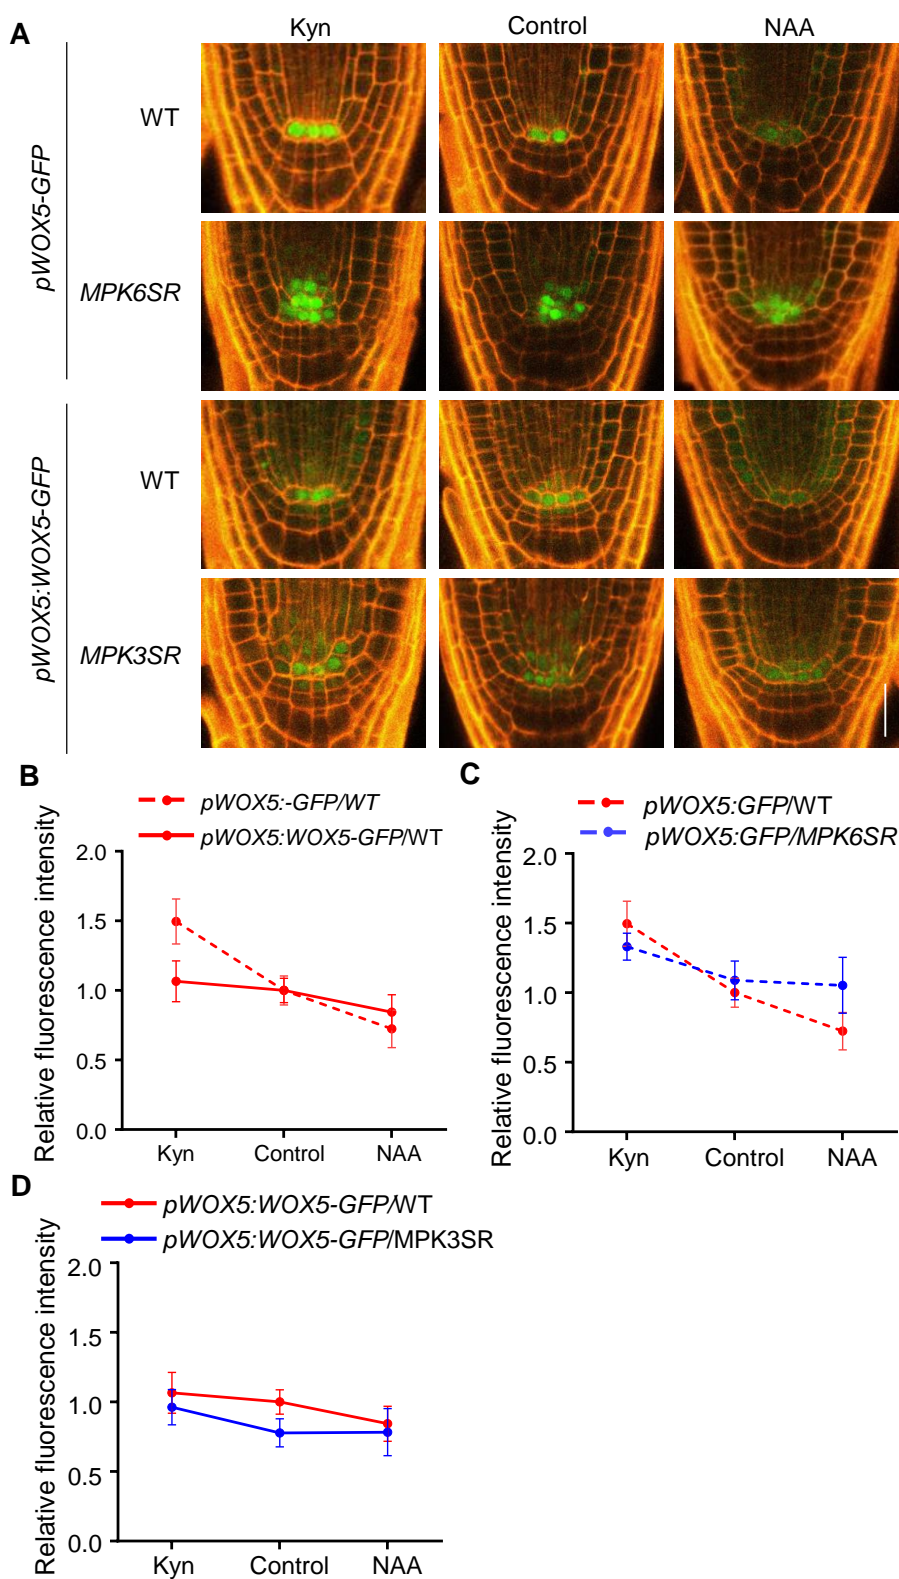 A
Kyn
Control
NAA
pWOX5-GFP
WT
MPK6SR
pWOX5:WOX5-GFP
WT
MPK3SR
B
pWOX5:-GFP/WT
pWOX5:WOX5-GFP/WT
Relative fluorescence intensity
2.0
1.5
1.0
0.5
0.0
Kyn
Control
NAA
C
pWOX5:GFP/WT
pWOX5:GFP/MPK6SR
Relative fluorescence intensity
2.0
1.5
1.0
0.5
0.0
Kyn
Control
NAA
D
pWOX5:WOX5-GFP/WT
pWOX5:WOX5-GFP/MPK3SR
Relative fluorescence intensity
2.0
1.5
1.0
0.5
0.0
Kyn
Control
NAA